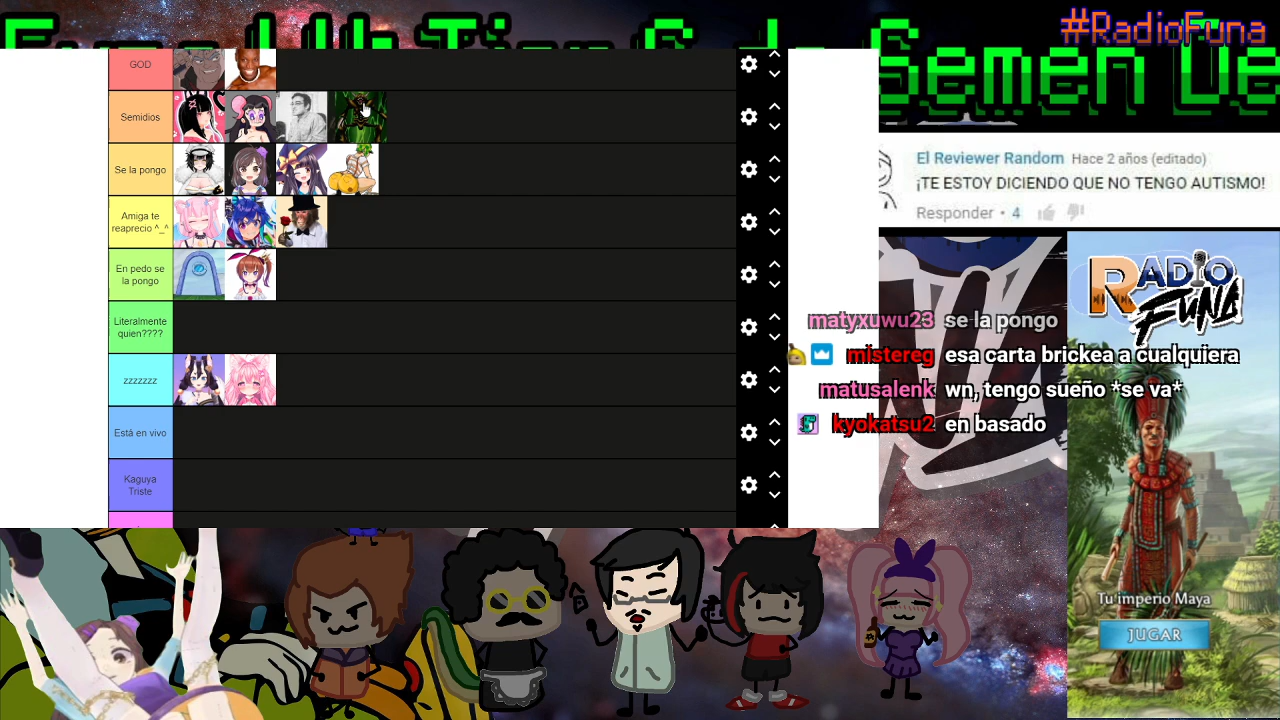 #RadioFuna
Semen De
GOD
Semidios
Se la pongo
Amiga te
reaprecio ^_^
En pedo se
la pongo
Literalmente
quien????
zzzzzzz
Está en vivo
Kaguya
Triste
El Reviewer Random Hace 2 años (editado)
¡TE ESTOY DICIENDO QUE NO TENGO AUTISMO!
Responder • 4
RADIO
FUNA
matyxuwu23 se la pongo
mistereg esa carta brickea a cualquiera
matusalenk wn, tengo sueño *se va*
kyokatsu2 en basado
Tu imperio Maya
JUGAR